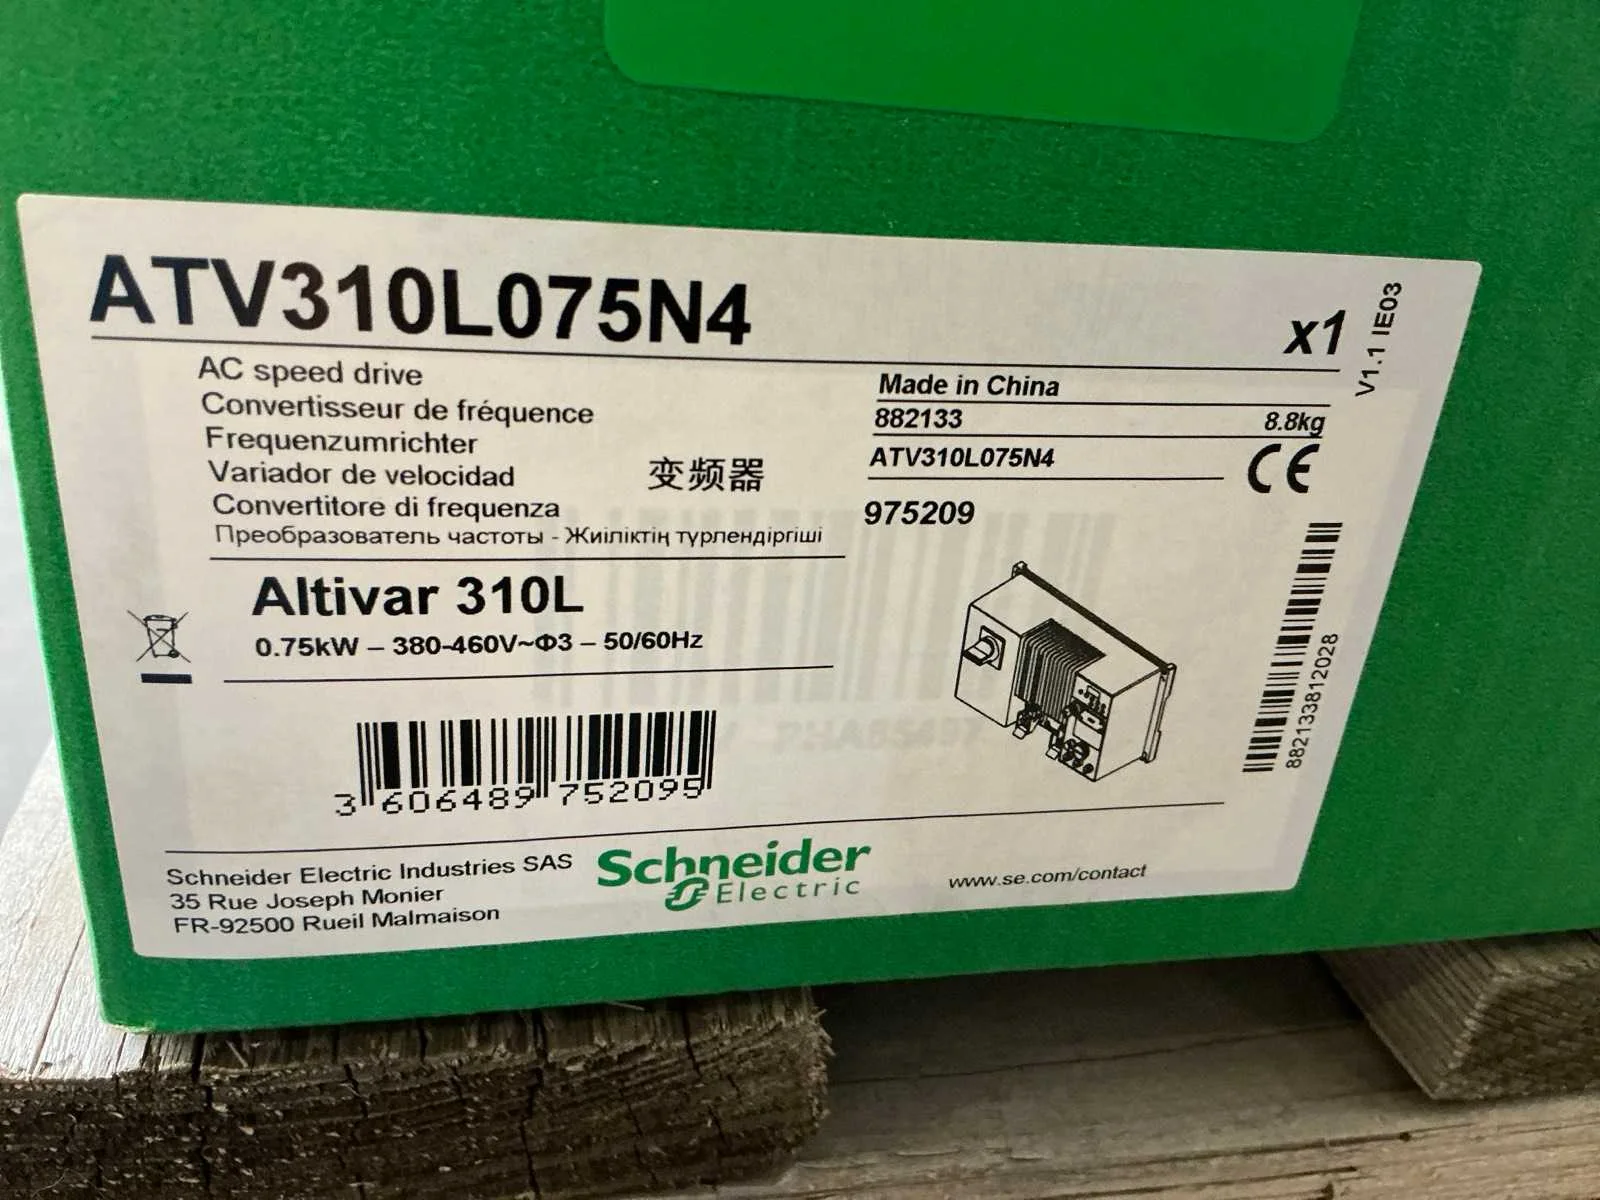 ATV310L075N4
x1
V1.1 IE03
AC speed drive
Convertisseur de fréquence
Frequenzumrichter
Variador de velocidad
变频器
Convertitore di frequenza
Преобразователь частоты - Жиіліктің түрлендіргіші
Made in China
882133 8.8kg
ATV310L075N4
CE
975209
Altivar 310L
0.75kW – 380-460V~Φ3 – 50/60Hz
3 606489 752095
882133812028
Schneider Electric Industries SAS
35 Rue Joseph Monier
FR-92500 Rueil Malmaison
Schneider
Electric
www.se.com/contact